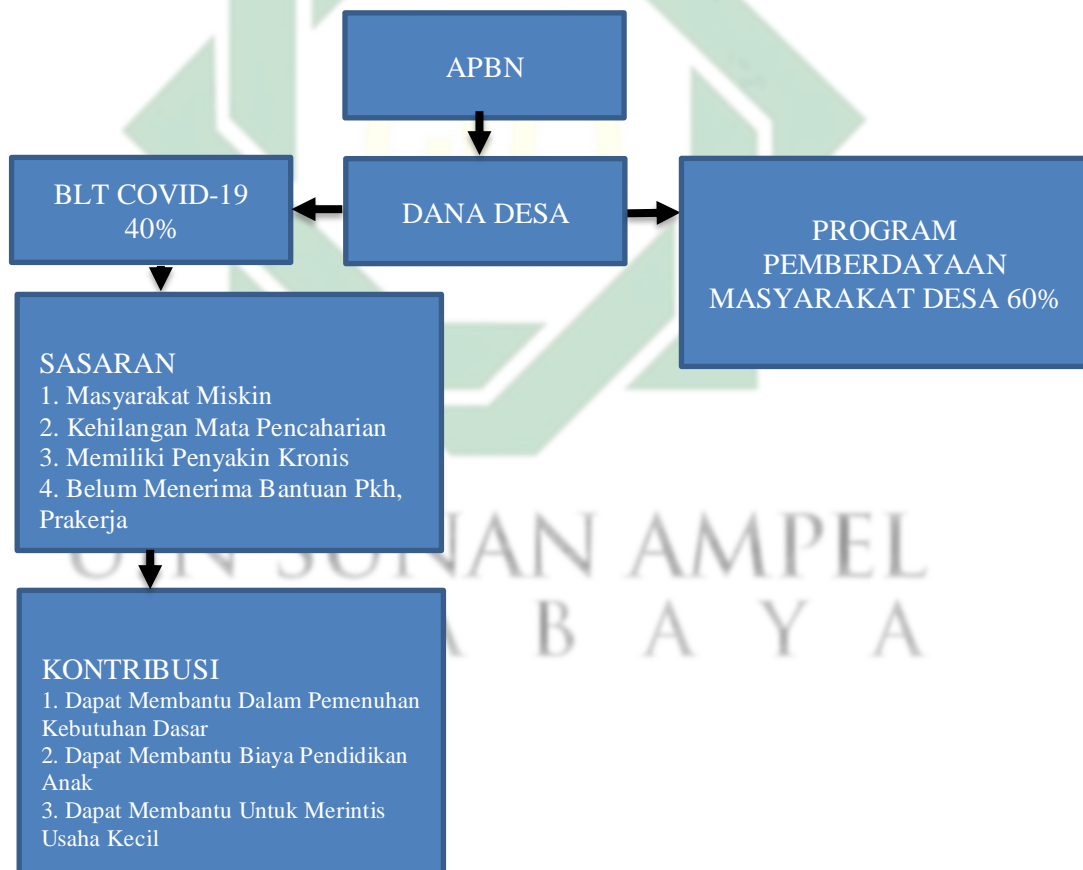 APBN
BLT COVID-19
40%
DANA DESA
PROGRAM
PEMBERDAYAAN
MASYARAKAT DESA 60%
SASARAN
1. Masyarakat Miskin
2. Kehilangan Mata Pencaharian
3. Memiliki Penyakin Kronis
4. Belum Menerima Bantuan Pkh,
Prakerja
KONTRIBUSI
1. Dapat Membantu Dalam Pemenuhan
Kebutuhan Dasar
2. Dapat Membantu Biaya Pendidikan
Anak
3. Dapat Membantu Untuk Merintis
Usaha Kecil
SUNAN AMPEL
B A Y A